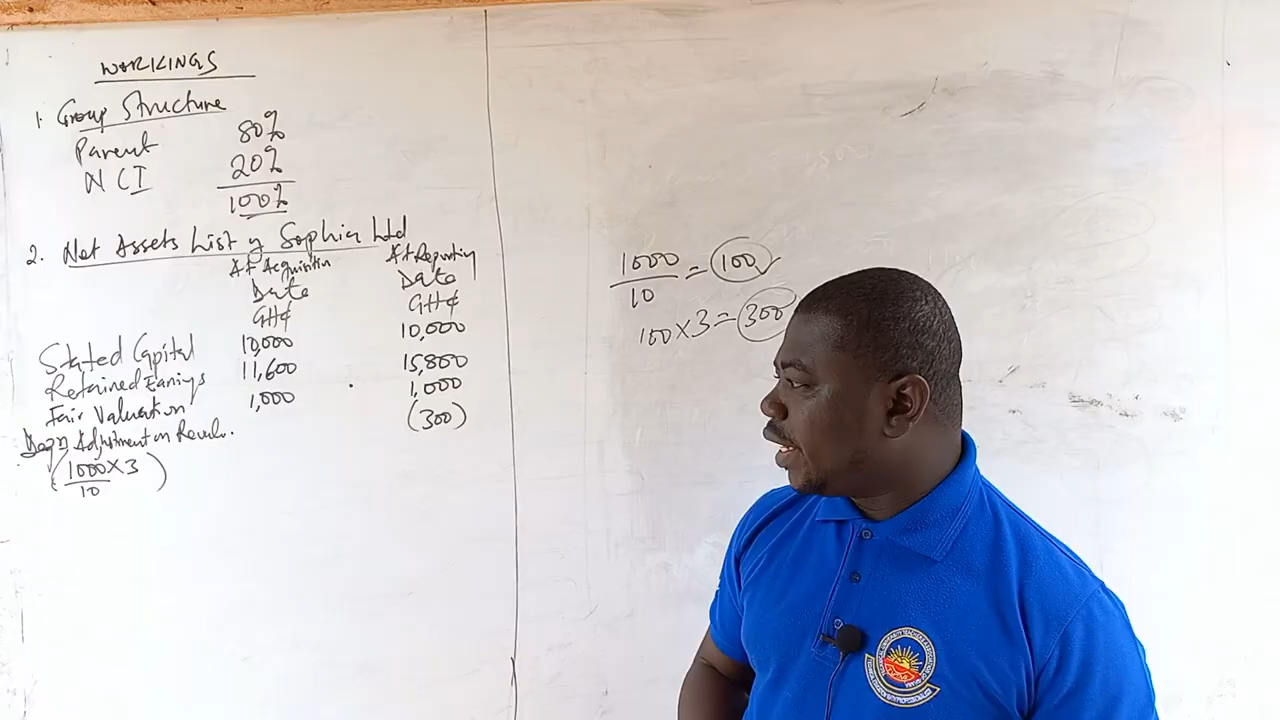 WORKINGS
1. Group Structure
Parent 80%
NCI 20%
100%
2. Net Assets List of Sophia Ltd
At Acquisition At Reporting
Date Date
GH¢ GH¢
Stated Capital 10,000 10,000
Retained Earnings 11,600 15,800
Fair Valuation 1,000 1,000
Adjustment on Revalu. (300)
(1000 × 3)
10
1000 = 100
10
100 × 3 = 300